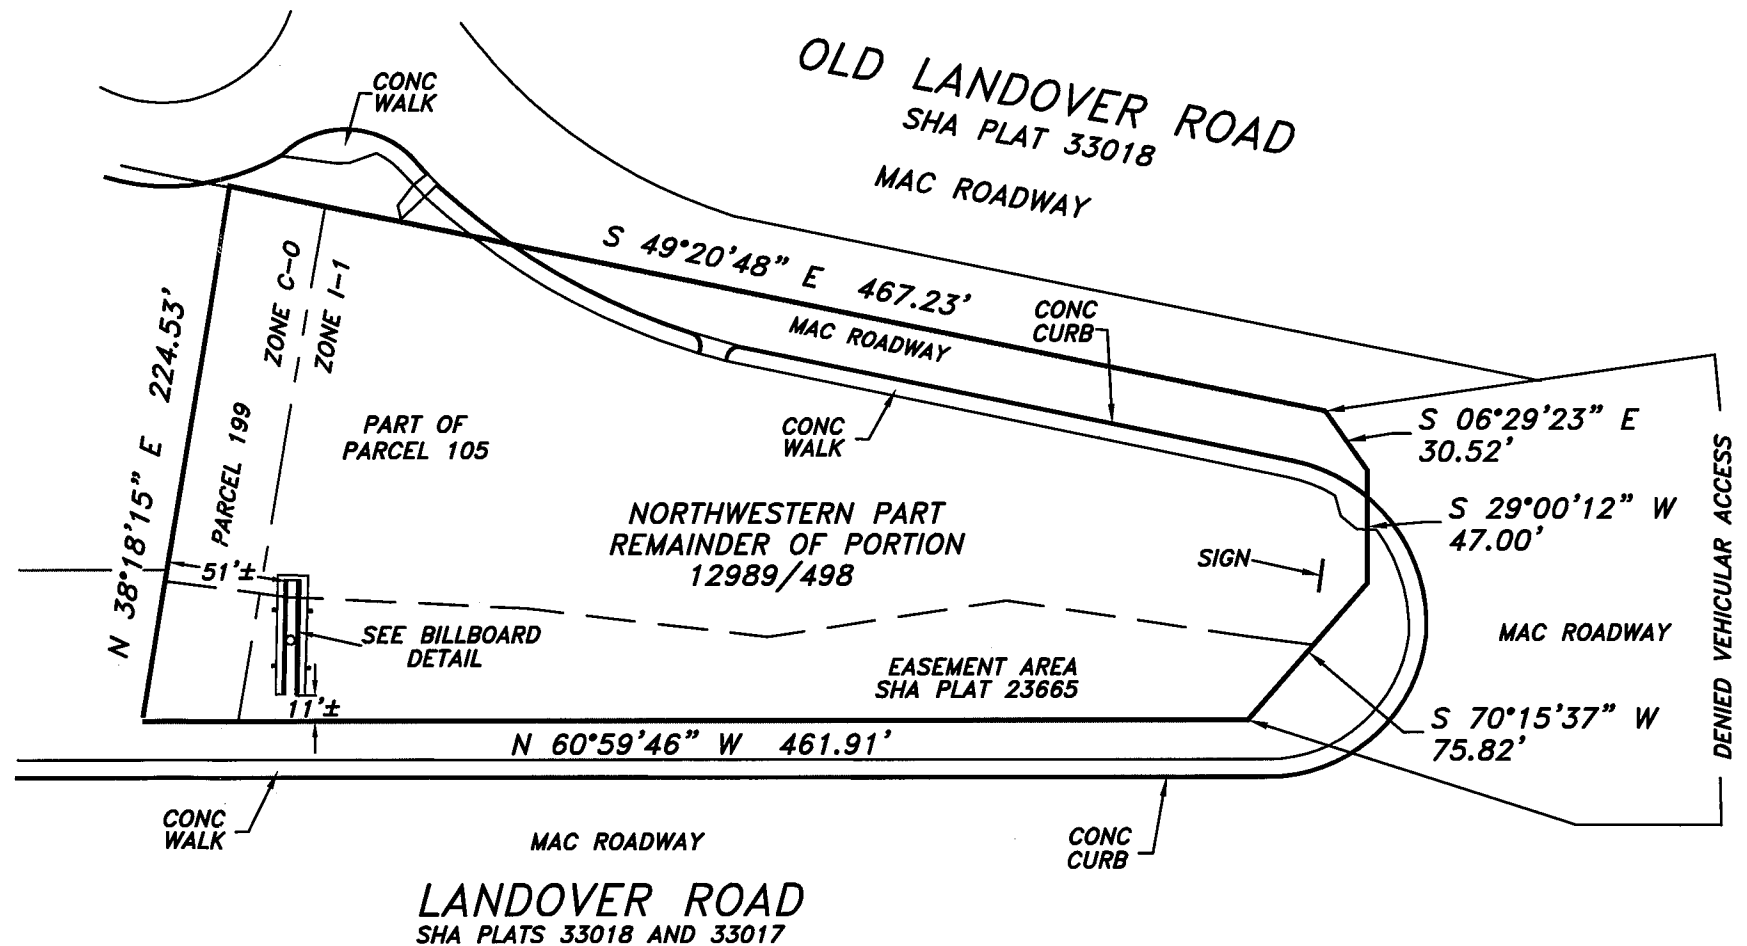 OLD LANDOVER ROAD
SHA PLAT 33018
MAC ROADWAY
CONC
WALK
S 49°20'48" E 467.23'
MAC ROADWAY
CONC
CURB
ZONE C-O
ZONE I-1
N 38°18'15" E 224.53'
PARCEL 199
PART OF
PARCEL 105
CONC
WALK
S 06°29'23" E
30.52'
S 29°00'12" W
47.00'
DENIED VEHICULAR ACCESS
NORTHWESTERN PART
REMAINDER OF PORTION
12989/498
SIGN
51'±
SEE BILLBOARD
DETAIL
11'±
EASEMENT AREA
SHA PLAT 23665
MAC ROADWAY
S 70°15'37" W
75.82'
N 60°59'46" W 461.91'
CONC
WALK
MAC ROADWAY
CONC
CURB
LANDOVER ROAD
SHA PLATS 33018 AND 33017